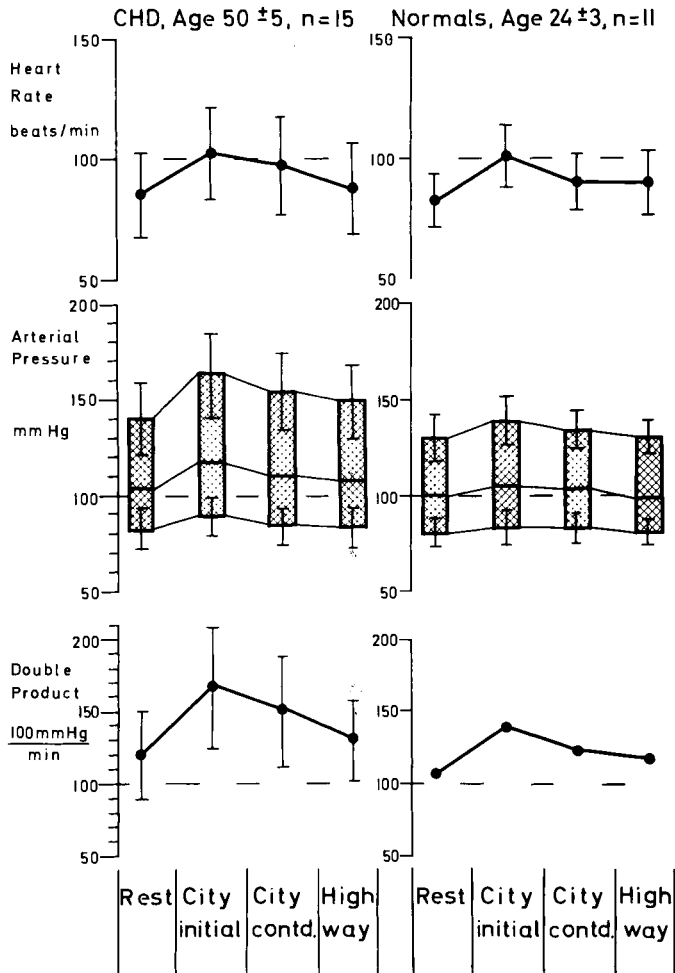 CHD, Age 50 ±5, n=15
Normals, Age 24 ±3, n=11
Heart
Rate
beats/min
150
100
50
150
100
50
Arterial
Pressure
mm Hg
200
150
100
50
200
150
100
50
Double
Product
100mmHg
min
200
150
100
50
200
150
100
50
Rest
City
initial
City
contd.
High
way
Rest
City
initial
City
contd.
High
way